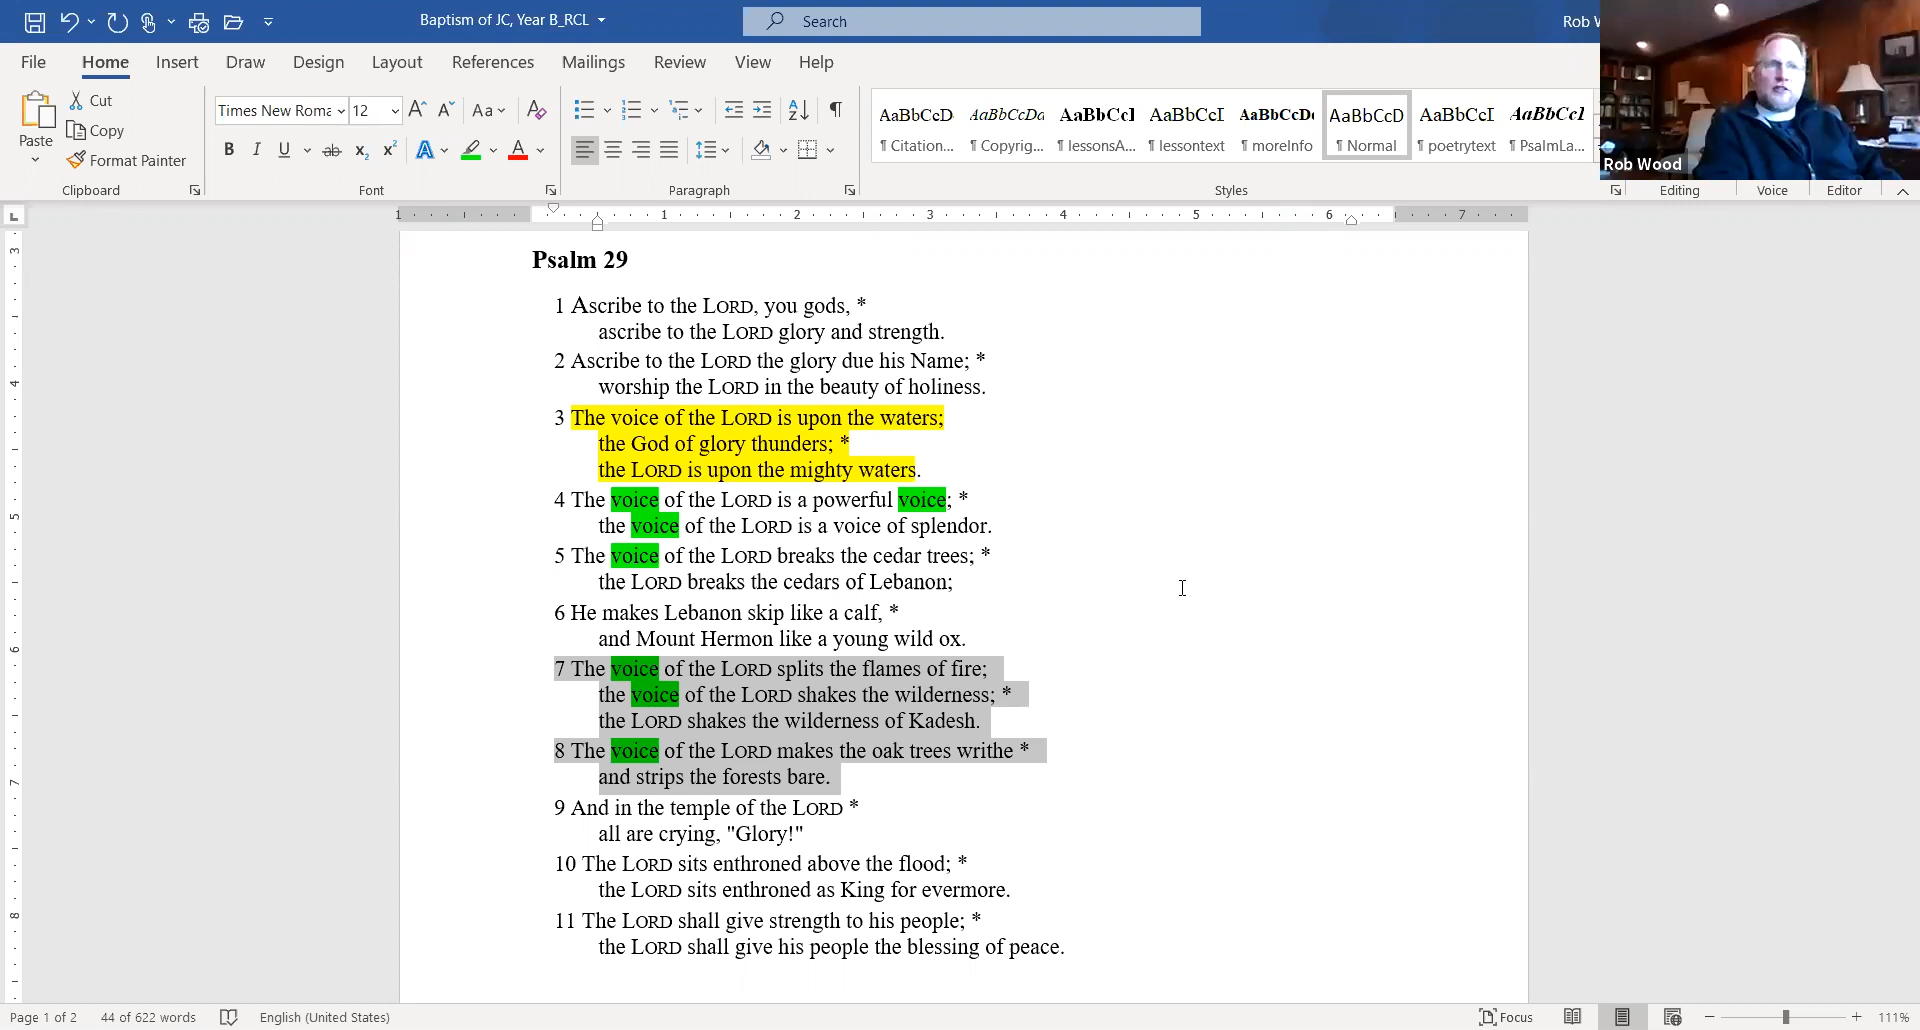 Baptism of JC, Year B_RCL
Search
Rob W
File Home Insert Draw Design Layout References Mailings Review View Help
Paste
Cut
Copy
Format Painter
Clipboard
Times New Roma 12
Font
Paragraph
AaBbCcD AaBbCcDa AaBbCcI AaBbCcI AaBbCcDc AaBbCcD AaBbCcI AaBbCcI
¶ Citation... ¶ Copyrig... ¶ lessonsA... ¶ lessontext ¶ moreInfo ¶ Normal ¶ poetrytext ¶ PsalmLa...
Styles
Editing Voice Editor
Rob Wood
1 1 2 3 4 5 6 7
Psalm 29
1 Ascribe to the LORD, you gods, *
ascribe to the LORD glory and strength.
2 Ascribe to the LORD the glory due his Name; *
worship the LORD in the beauty of holiness.
3 The voice of the LORD is upon the waters;
the God of glory thunders; *
the LORD is upon the mighty waters.
4 The voice of the LORD is a powerful voice; *
the voice of the LORD is a voice of splendor.
5 The voice of the LORD breaks the cedar trees; *
the LORD breaks the cedars of Lebanon;
6 He makes Lebanon skip like a calf, *
and Mount Hermon like a young wild ox.
7 The voice of the LORD splits the flames of fire;
the voice of the LORD shakes the wilderness; *
the LORD shakes the wilderness of Kadesh.
8 The voice of the LORD makes the oak trees writhe *
and strips the forests bare.
9 And in the temple of the LORD *
all are crying, "Glory!"
10 The LORD sits enthroned above the flood; *
the LORD sits enthroned as King for evermore.
11 The LORD shall give strength to his people; *
the LORD shall give his people the blessing of peace.
Page 1 of 2 44 of 622 words English (United States) Focus 111%